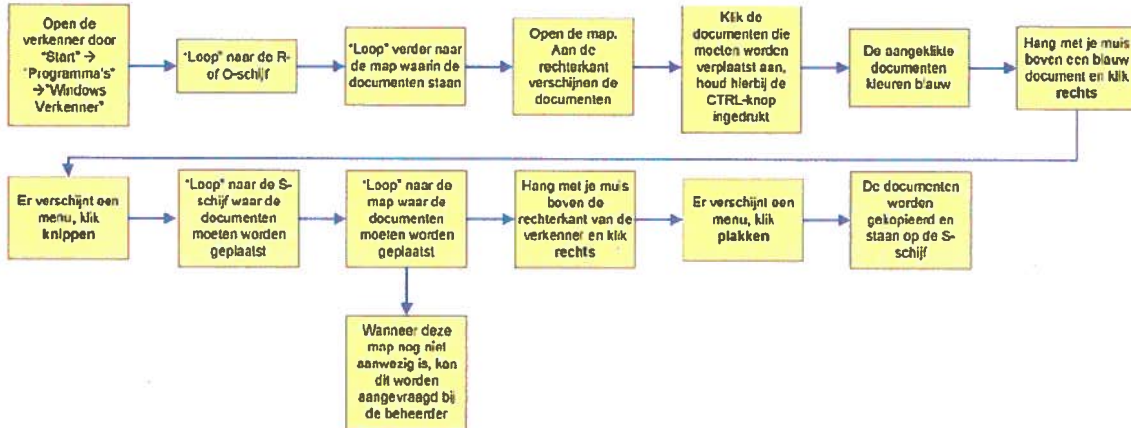 Open de
verkenner door
"Start" →
"Programma's"
→"Windows
Verkenner"
"Loop" naar de R-
of O-schijf
"Loop" verder naar
de map waarin de
documenten staan
Open de map.
Aan de
rechterkant
verschijnen de
documenten
Klik de
documenten die
moeten worden
verplaatst aan,
houd hierbij de
CTRL-knop
ingedrukt
De aangeklikte
documenten
kleuren blauw
Hang met je muis
boven een blauw
document en klik
rechts
Er verschijnt een
menu, klik
knippen
"Loop" naar de S-
schijf waar de
documenten
moeten worden
geplaatst
"Loop" naar de
map waar de
documenten
moeten worden
geplaatst
Hang met je muis
boven de
rechterkant van de
verkenner en klik
rechts
Er verschijnt een
menu, klik
plakken
De documenten
worden
gekopieerd en
staan op de S-
schijf
Wanneer deze
map nog niet
aanwezig is, kan
dit worden
aangevraagd bij
de beheerder